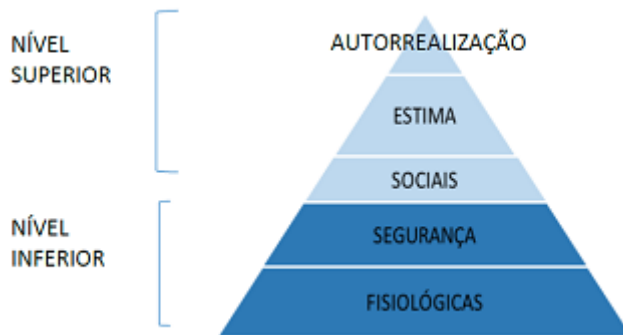 NÍVEL
SUPERIOR
AUTORREALIZAÇÃO
ESTIMA
SOCIAIS
NÍVEL
INFERIOR
SEGURANÇA
FISIOLÓGICAS